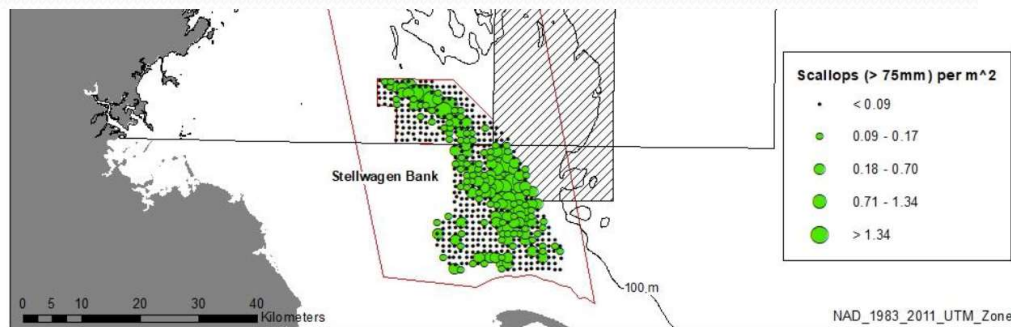 Scallops (> 75mm) per m^2
< 0.09
0.09 - 0.17
0.18 - 0.70
0.71 - 1.34
> 1.34
Stellwagen Bank
100 m
0 5 10 20 30 40
Kilometers
NAD_1983_2011_UTM_Zone